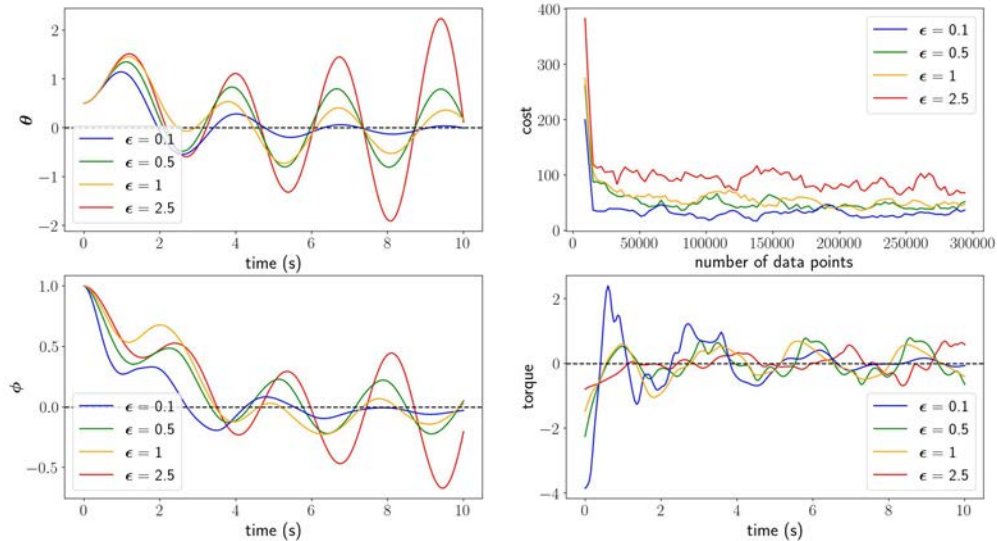 2
1
0
−1
−2
θ
ϵ = 0.1
ϵ = 0.5
ϵ = 1
ϵ = 2.5
0 2 4 6 8 10
time (s)
400
300
200
100
0
cost
ϵ = 0.1
ϵ = 0.5
ϵ = 1
ϵ = 2.5
0 50000 100000 150000 200000 250000 300000
number of data points
1.0
0.5
0.0
−0.5
ϕ
ϵ = 0.1
ϵ = 0.5
ϵ = 1
ϵ = 2.5
0 2 4 6 8 10
time (s)
2
0
−2
−4
torque
ϵ = 0.1
ϵ = 0.5
ϵ = 1
ϵ = 2.5
0 2 4 6 8 10
time (s)